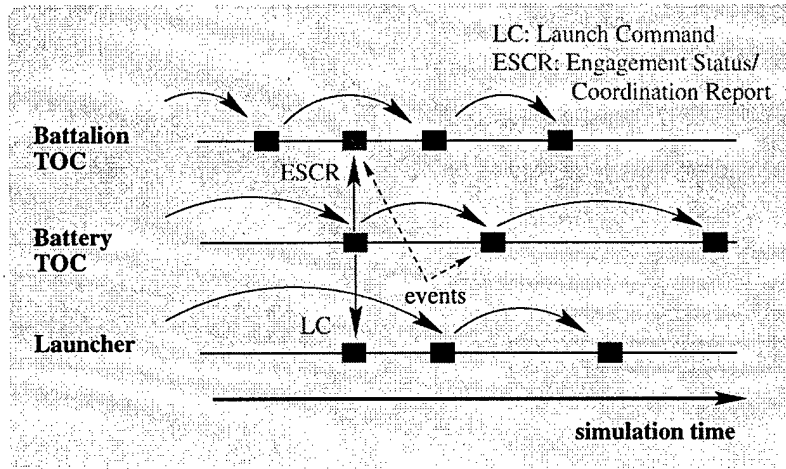 LC: Launch Command
ESCR: Engagement Status/
Coordination Report
Battalion
TOC
ESCR
Battery
TOC
events
LC
Launcher
simulation time